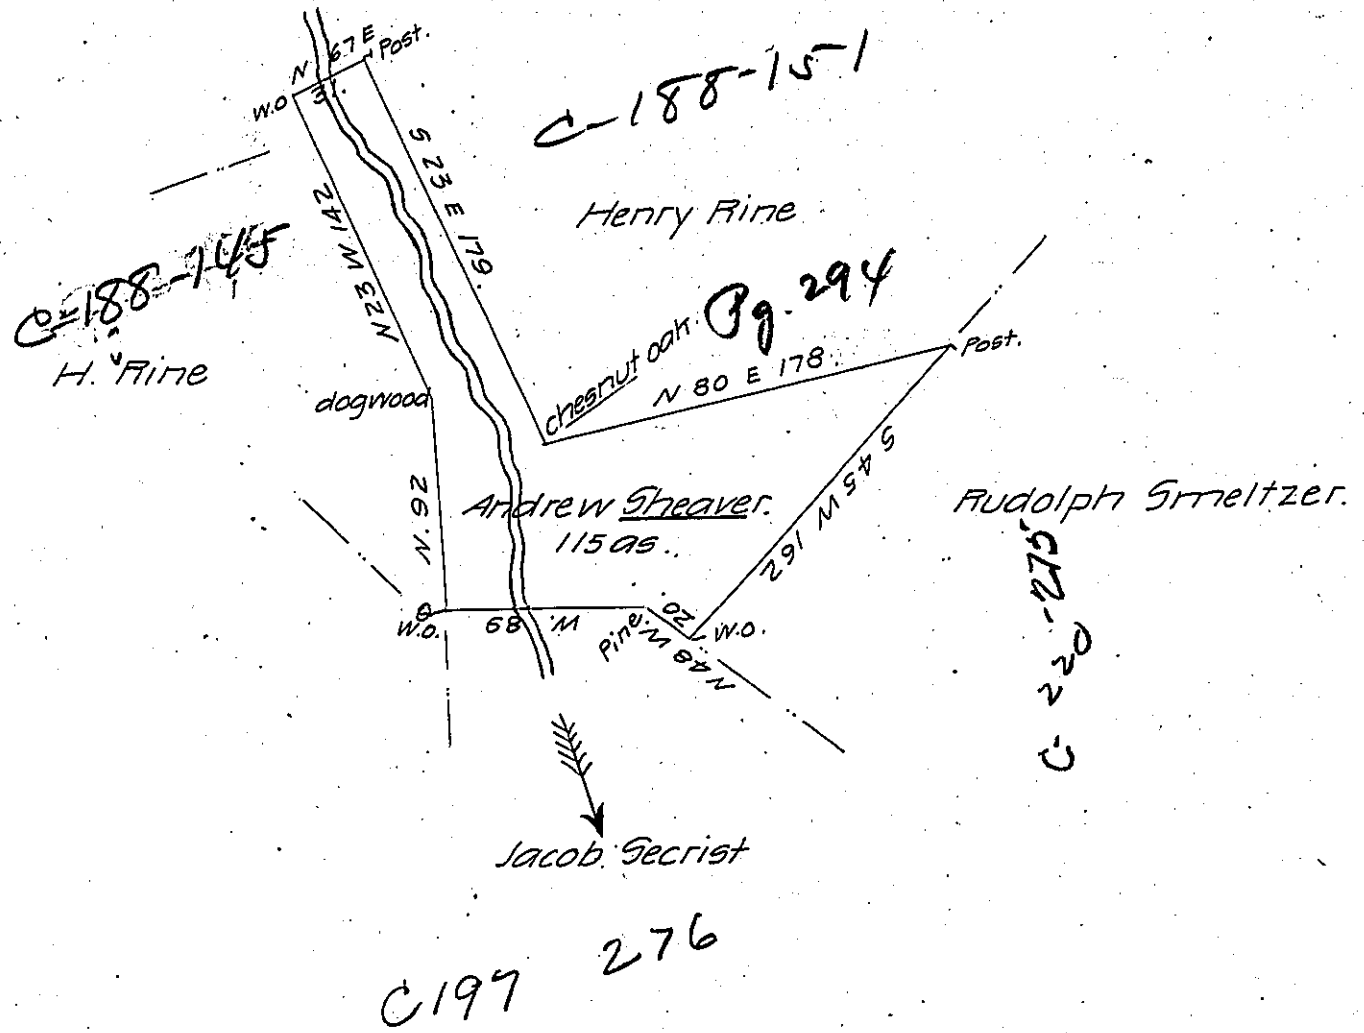 N 67 E
Post.
W.O
31.
C-188-151
S 23 E 179.
Henry Rine
N 23 W 142
C-188-145
H. Rine
chesnut oak.
Pg. 294
Post.
N 80 E 178.
dogwood
S 45 W 162
N. 92
Andrew Sheaver.
115 as..
Rudolph Smeltzer.
C-220-275
W.O.
W. 89
Pine.
20.
N 48 W
W.O.
Jacob Secrist
C197 276